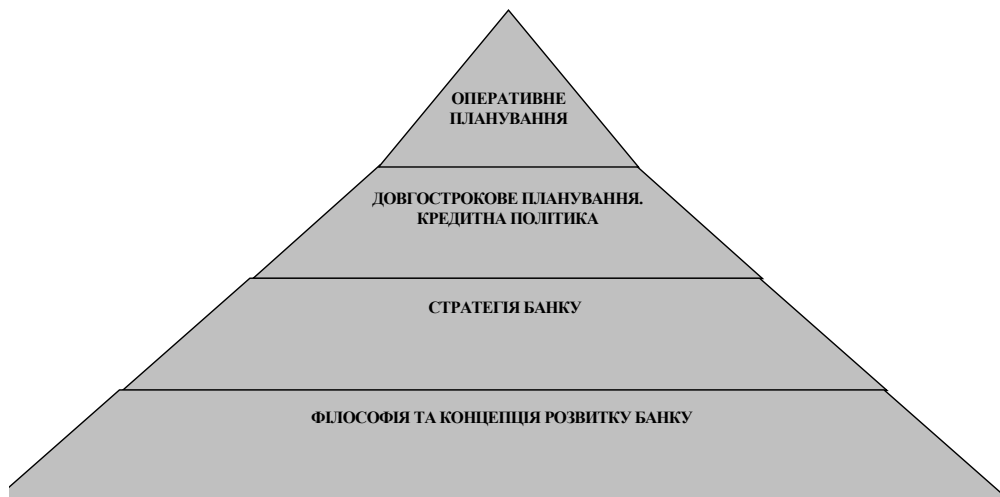 ОПЕРАТИВНЕ
ПЛАНУВАННЯ
ДОВГОСТРОКОВЕ ПЛАНУВАННЯ.
КРЕДИТНА ПОЛІТИКА
СТРАТЕГІЯ БАНКУ
ФІЛОСОФІЯ ТА КОНЦЕПЦІЯ РОЗВИТКУ БАНКУ